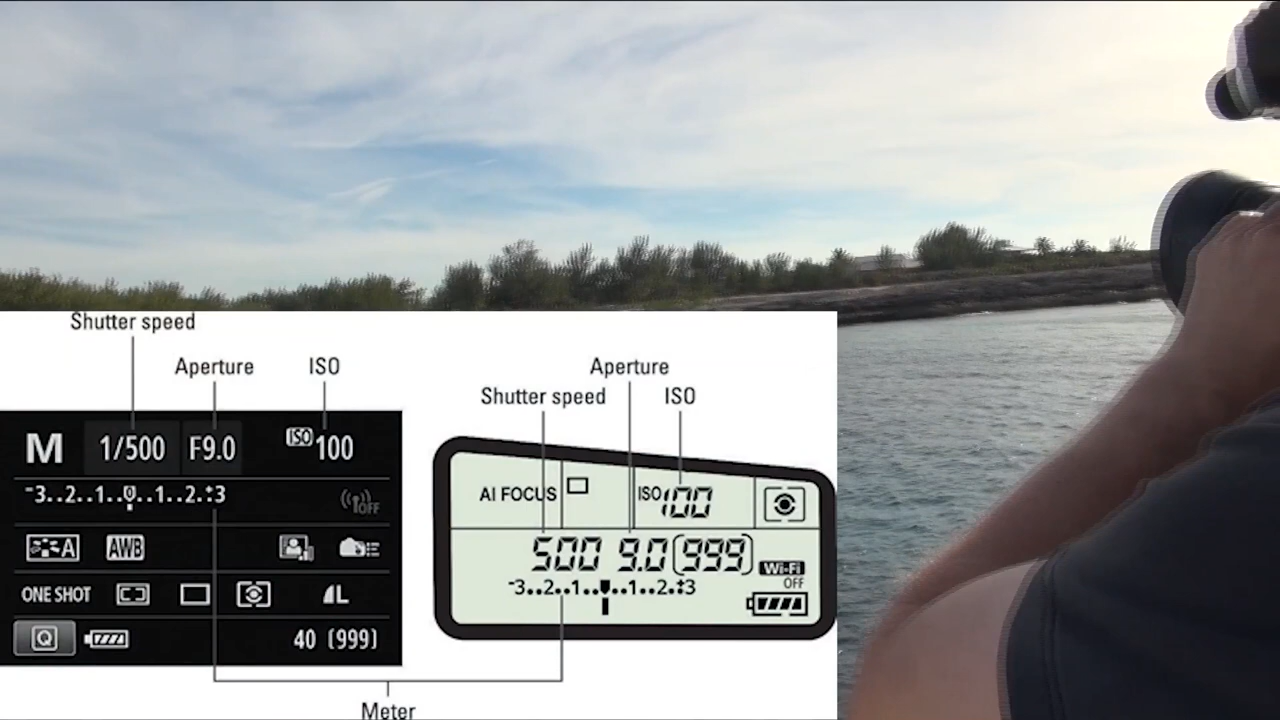 Shutter speed
Aperture
ISO
M 1/500 F9.0 ISO 100
-3..2..1..0..1..2..+3
OFF
A AWB
ONE SHOT L
Q 40 (999)
Aperture
Shutter speed
ISO
AI FOCUS ISO 100
500 9.0 (999) Wi-Fi
OFF
-3..2..1..0..1..2..+3
Meter